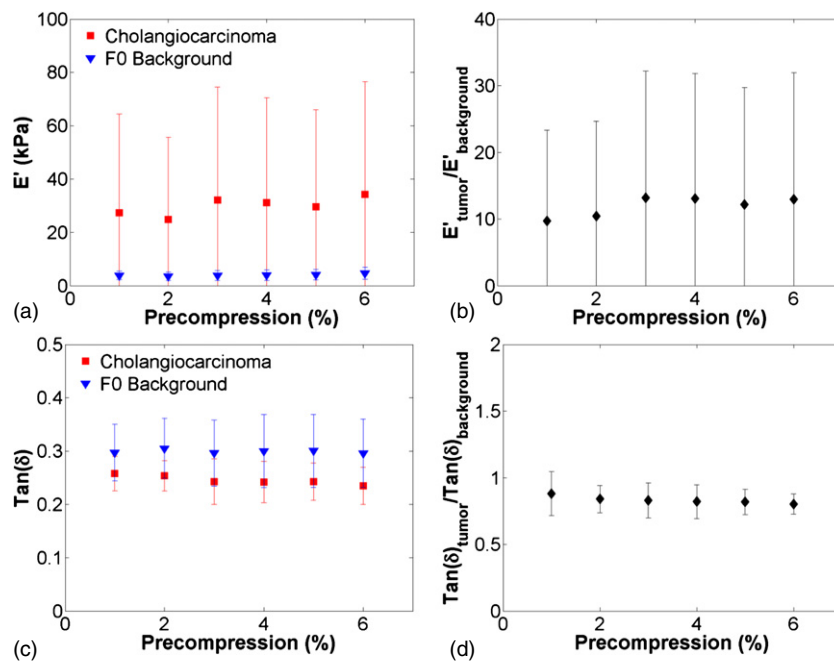 100
80
60
40
20
0
E' (kPa)
Cholangiocarcinoma
F0 Background
0
2
4
6
Precompression (%)
(a)
40
30
20
10
0
E'tumor/E'background
0
2
4
6
Precompression (%)
(b)
0.5
0.4
0.3
0.2
0.1
0
Tan(δ)
Cholangiocarcinoma
F0 Background
0
2
4
6
Precompression (%)
(c)
2
1.5
1
0.5
0
Tan(δ)tumor/Tan(δ)background
0
2
4
6
Precompression (%)
(d)